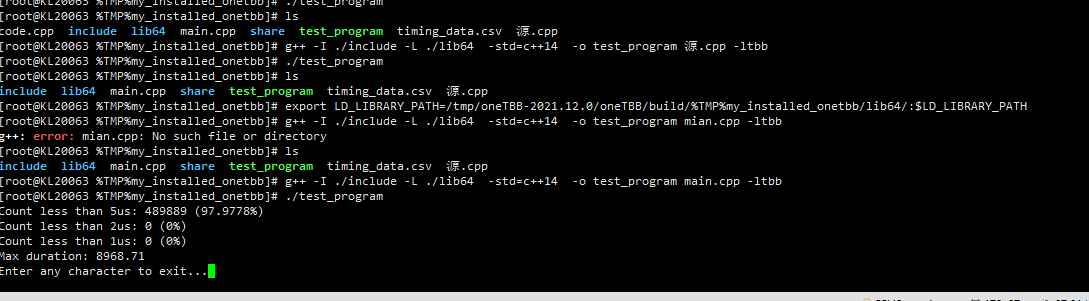 [root@KL20063 %TMP%my_installed_onetbb]# ./test_program
[root@KL20063 %TMP%my_installed_onetbb]# ls
code.cpp include lib64 main.cpp share test_program timing_data.csv 源.cpp
[root@KL20063 %TMP%my_installed_onetbb]# g++ -I ./include -L ./lib64 -std=c++14 -o test_program 源.cpp -ltbb
[root@KL20063 %TMP%my_installed_onetbb]# ./test_program
[root@KL20063 %TMP%my_installed_onetbb]# ls
include lib64 main.cpp share test_program timing_data.csv 源.cpp
[root@KL20063 %TMP%my_installed_onetbb]# export LD_LIBRARY_PATH=/tmp/oneTBB-2021.12.0/oneTBB/build/%TMP%my_installed_onetbb/lib64/:$LD_LIBRARY_PATH
[root@KL20063 %TMP%my_installed_onetbb]# g++ -I ./include -L ./lib64 -std=c++14 -o test_program mian.cpp -ltbb
g++: error: mian.cpp: No such file or directory
[root@KL20063 %TMP%my_installed_onetbb]# ls
include lib64 main.cpp share test_program timing_data.csv 源.cpp
[root@KL20063 %TMP%my_installed_onetbb]# g++ -I ./include -L ./lib64 -std=c++14 -o test_program main.cpp -ltbb
[root@KL20063 %TMP%my_installed_onetbb]# ./test_program
Count less than 5us: 489889 (97.9778%)
Count less than 2us: 0 (0%)
Count less than 1us: 0 (0%)
Max duration: 8968.71
Enter any character to exit...